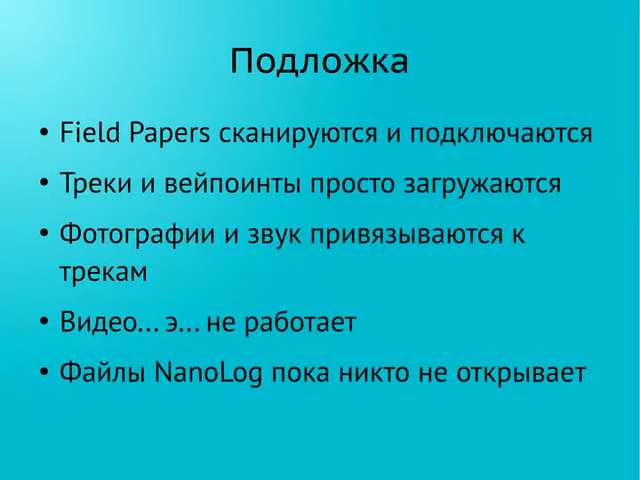 Подложка
• Field Papers сканируются и подключаются
• Треки и вейпоинты просто загружаются
• Фотографии и звук привязываются к
трекам
• Видео... э... не работает
• Файлы NanoLog пока никто не открывает